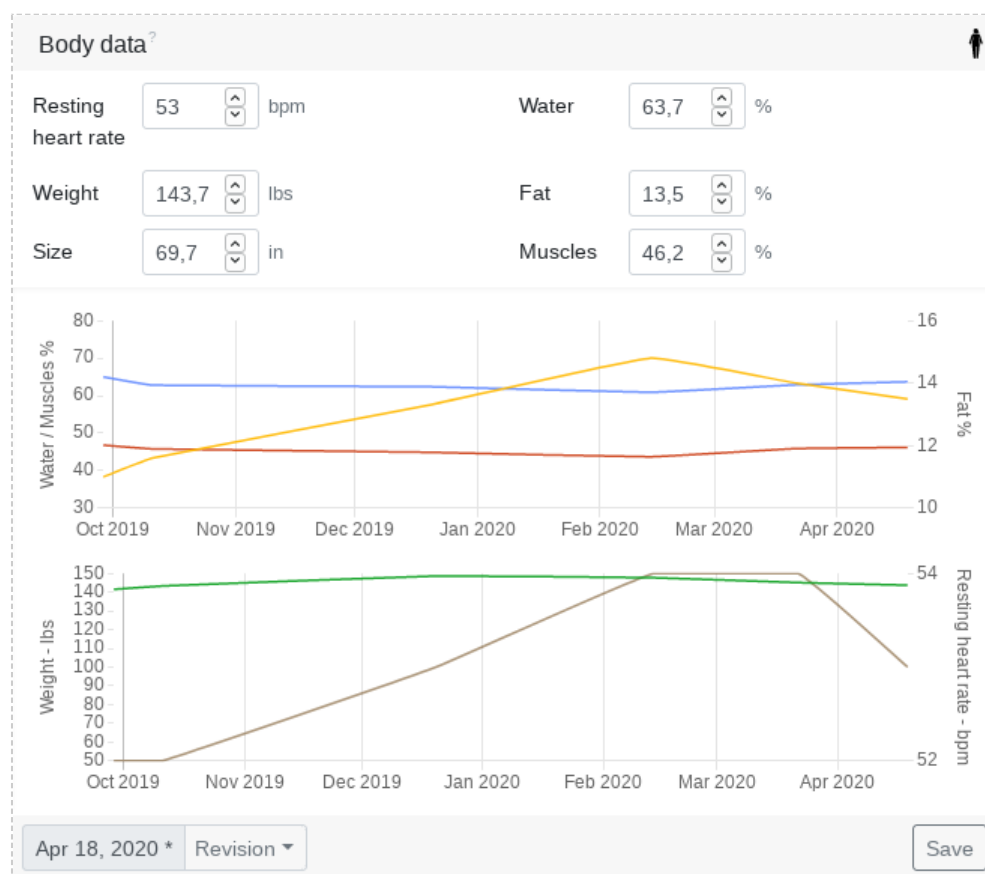 Body data?
Resting heart rate 53 bpm
Water 63,7 %
Weight 143,7 lbs
Fat 13,5 %
Size 69,7 in
Muscles 46,2 %
Water / Muscles %
80
70
60
50
40
30
16
14
12
10
Fat %
Oct 2019 Nov 2019 Dec 2019 Jan 2020 Feb 2020 Mar 2020 Apr 2020
Weight - lbs
150
140
130
120
110
100
90
80
70
60
50
54
52
Resting heart rate - bpm
Oct 2019 Nov 2019 Dec 2019 Jan 2020 Feb 2020 Mar 2020 Apr 2020
Apr 18, 2020 * Revision Save